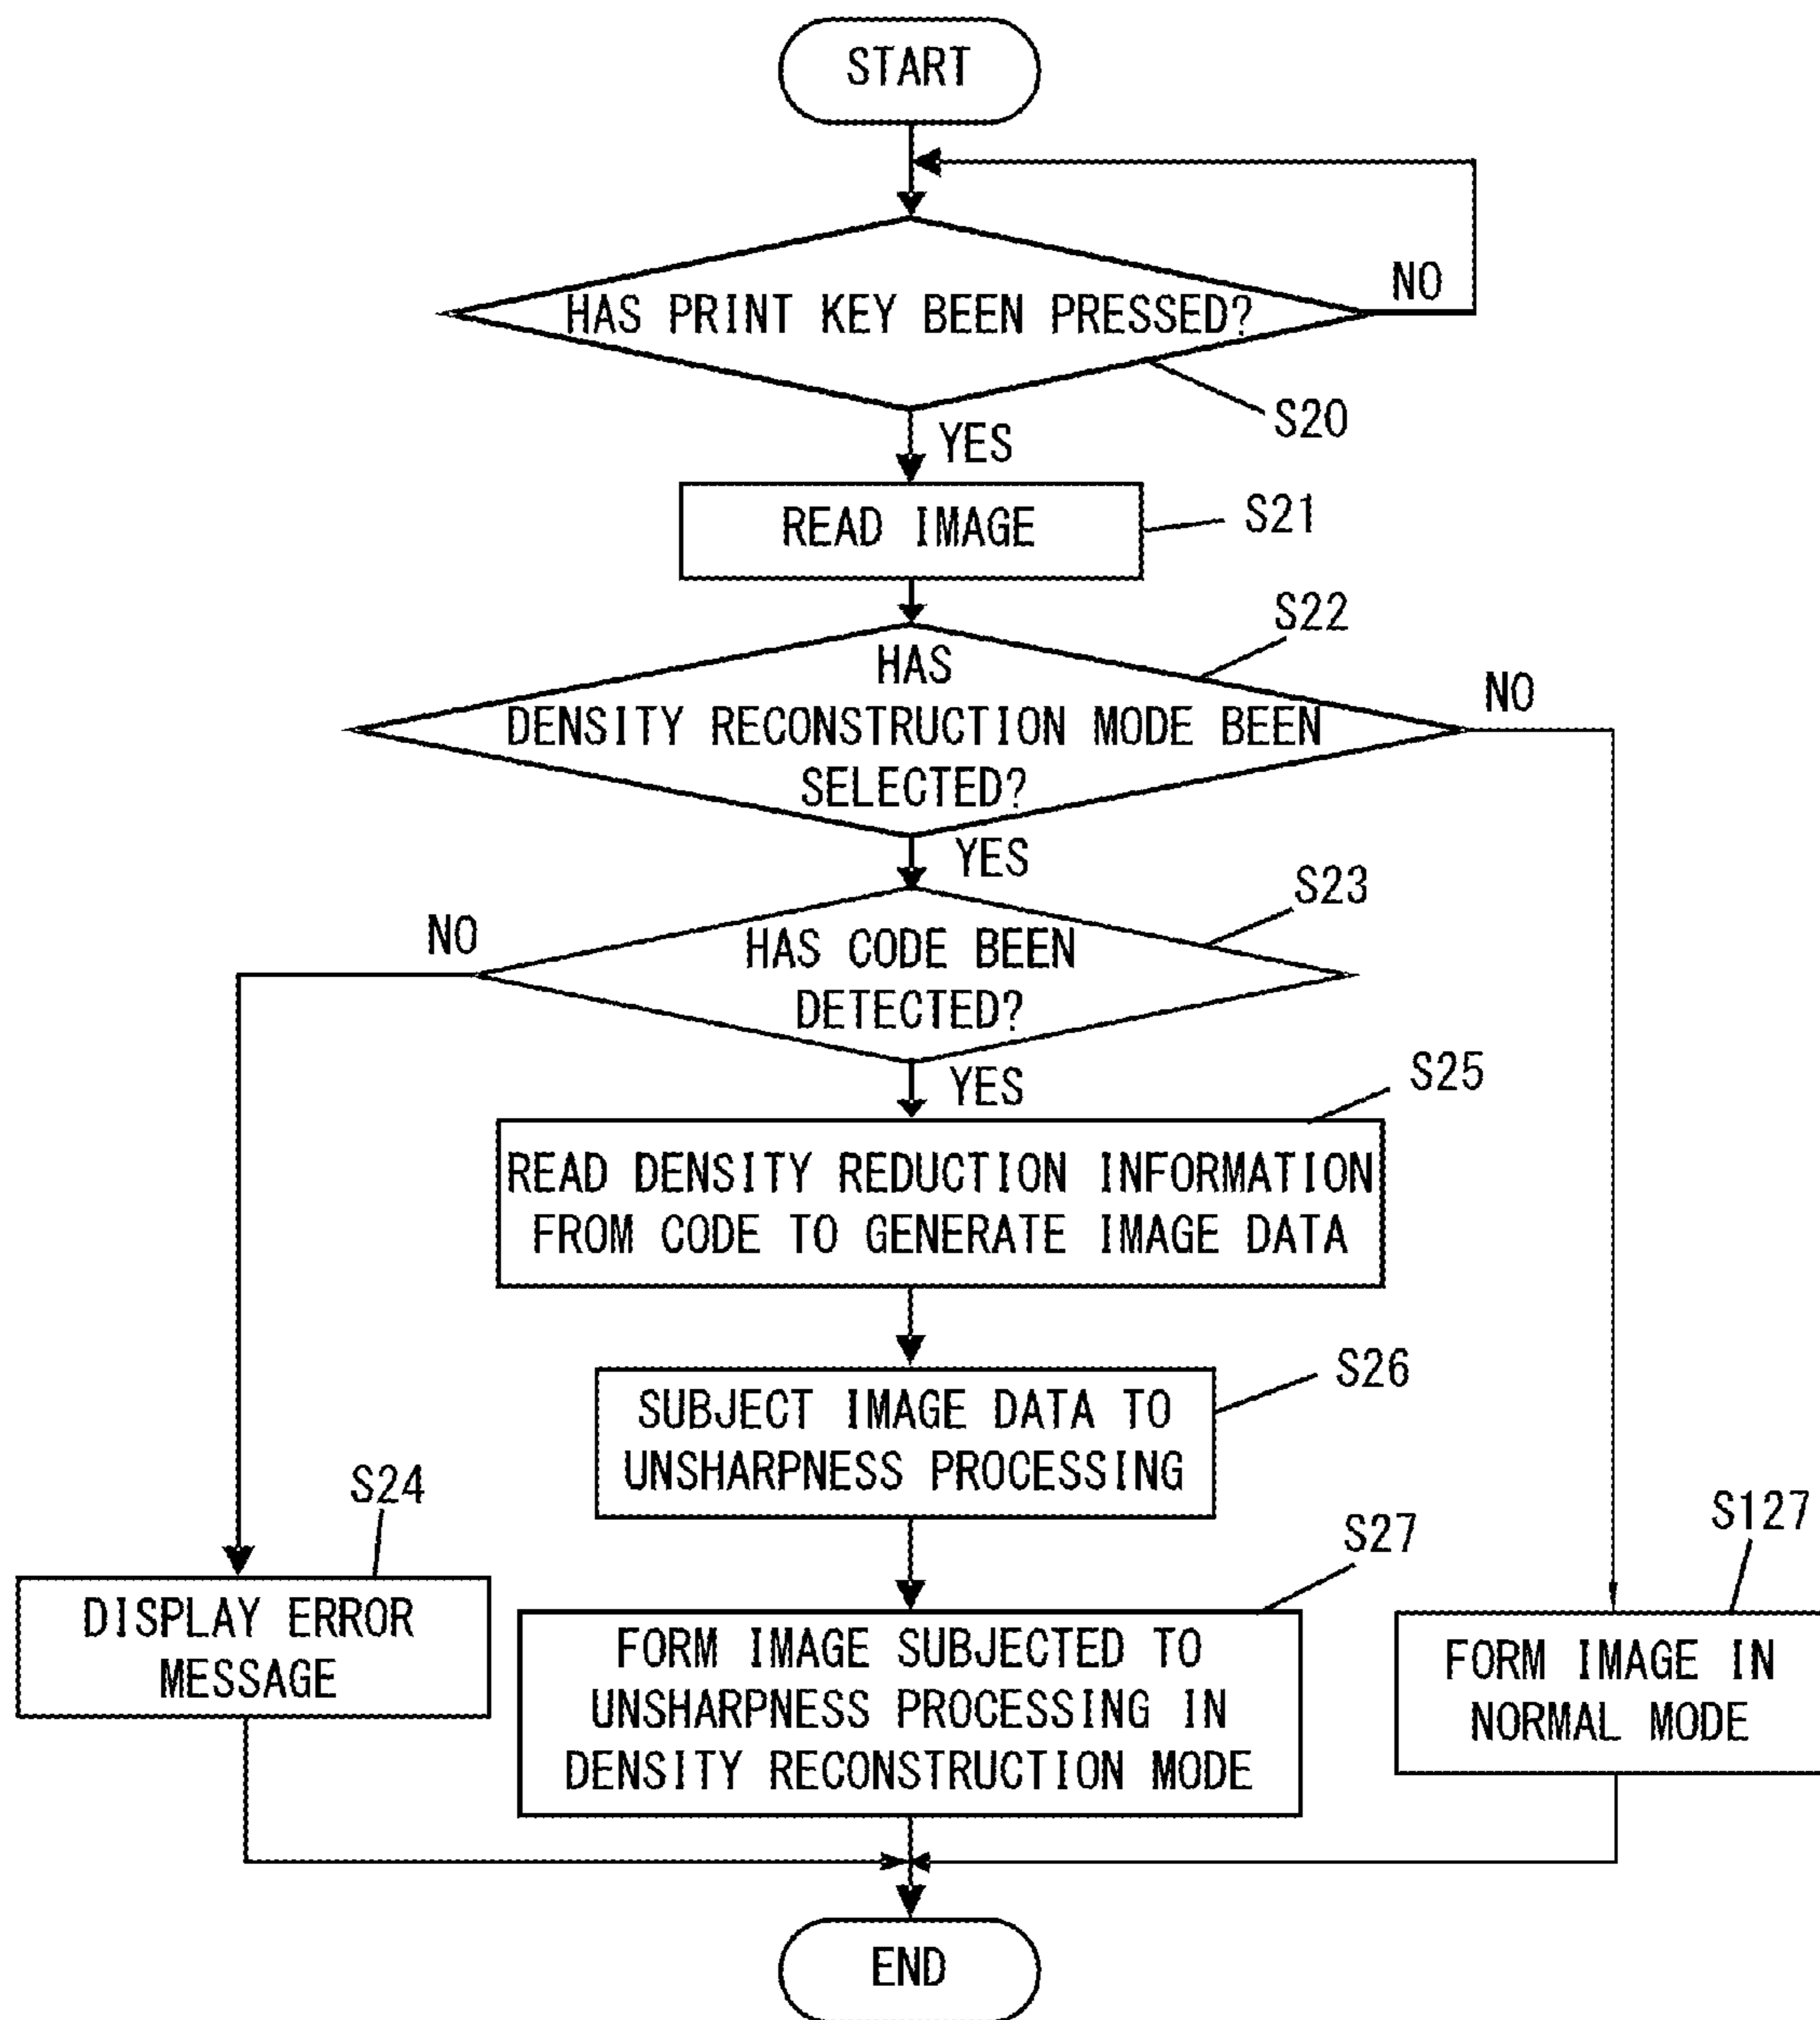 START
HAS PRINT KEY BEEN PRESSED?
NO
S20
YES
READ IMAGE
S21
S22
HAS
DENSITY RECONSTRUCTION MODE BEEN
SELECTED?
NO
YES
S23
NO
HAS CODE BEEN
DETECTED?
YES
S25
READ DENSITY REDUCTION INFORMATION
FROM CODE TO GENERATE IMAGE DATA
S26
SUBJECT IMAGE DATA TO
UNSHARPNESS PROCESSING
S24
DISPLAY ERROR
MESSAGE
S27
FORM IMAGE SUBJECTED TO
UNSHARPNESS PROCESSING IN
DENSITY RECONSTRUCTION MODE
S127
FORM IMAGE IN
NORMAL MODE
END